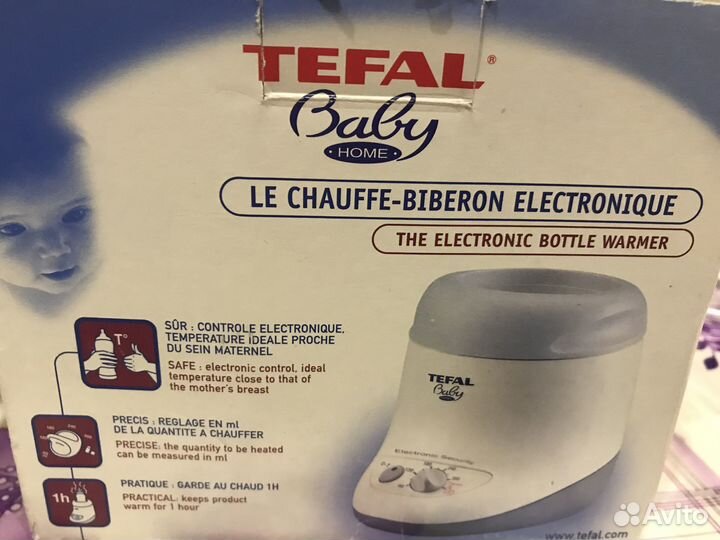 TEFAL®
Baby
HOME
LE CHAUFFE-BIBERON ELECTRONIQUE
THE ELECTRONIC BOTTLE WARMER
T°
SÛR : CONTROLE ELECTRONIQUE.
TEMPERATURE IDEALE PROCHE
DU SEIN MATERNEL
SAFE : electronic control, ideal
temperature close to that of
the mother's breast
PRECIS : REGLAGE EN ml
DE LA QUANTITE A CHAUFFER
PRECISE: the quantity to be heated
can be measured in ml
1h
PRATIQUE : GARDE AU CHAUD 1H
PRACTICAL: keeps product
warm for 1 hour
TEFAL
Baby
HOME
Electronic Security
www.tefal.com
Avito